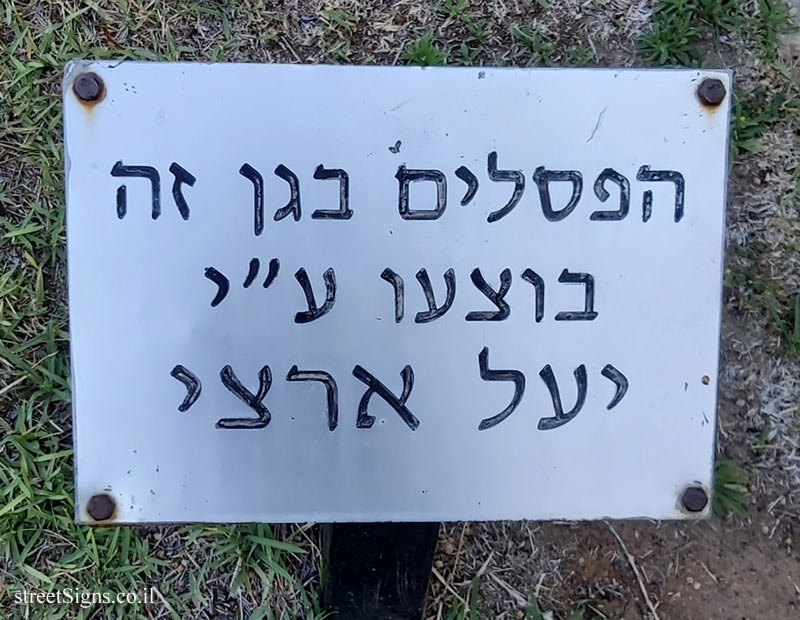 הפסלים בגן זה
בוצעו ע״י
יעל ארצי
streetSigns.co.il